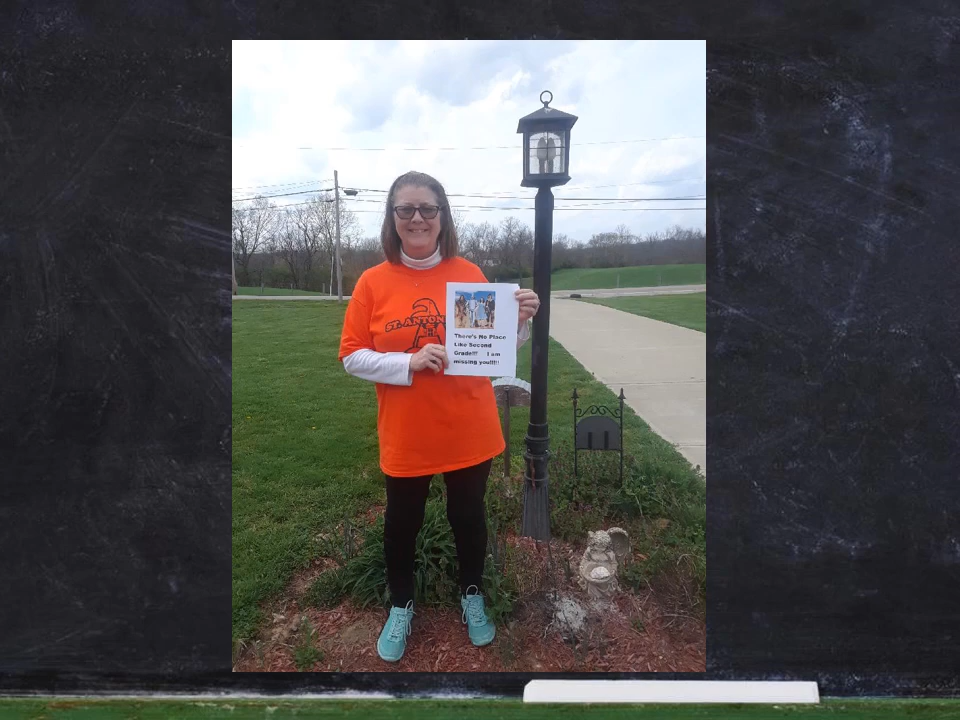 ST. ANTON
There's No Place
Like Second
Grade!!! I am
missing you!!!!!